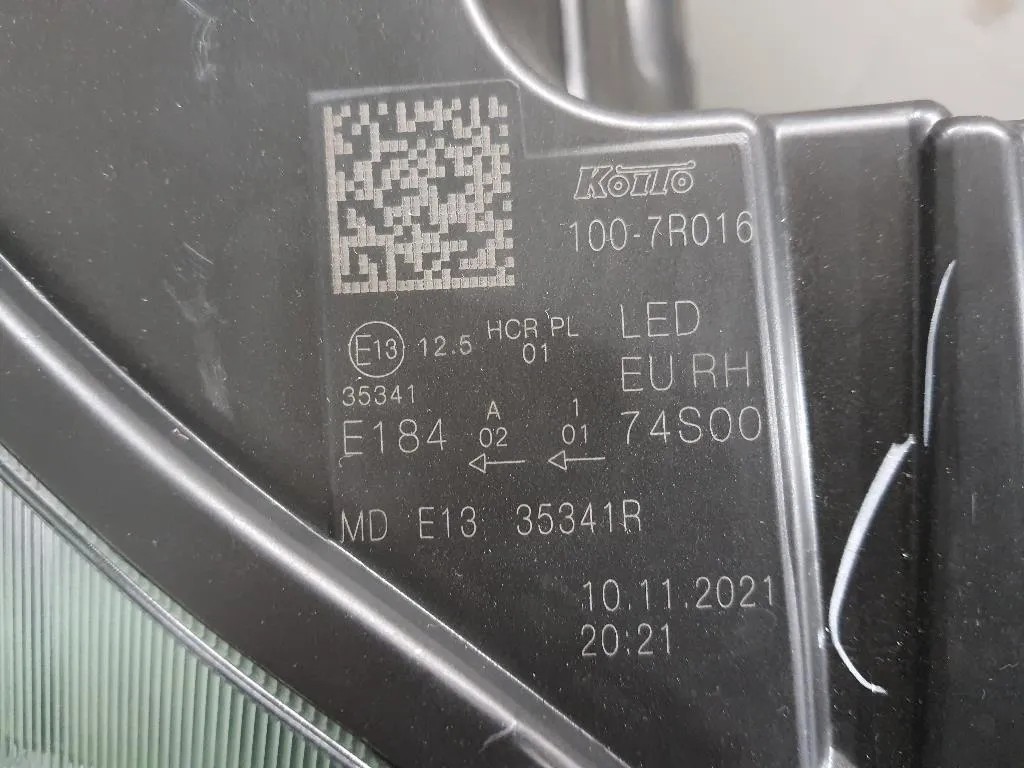 KOITO
100-7R016
E13 12.5 HCR PL
01
35341
LED
EU RH
E184 A 02 1 01 74S00
MD E13 35341R
10.11.2021
20:21